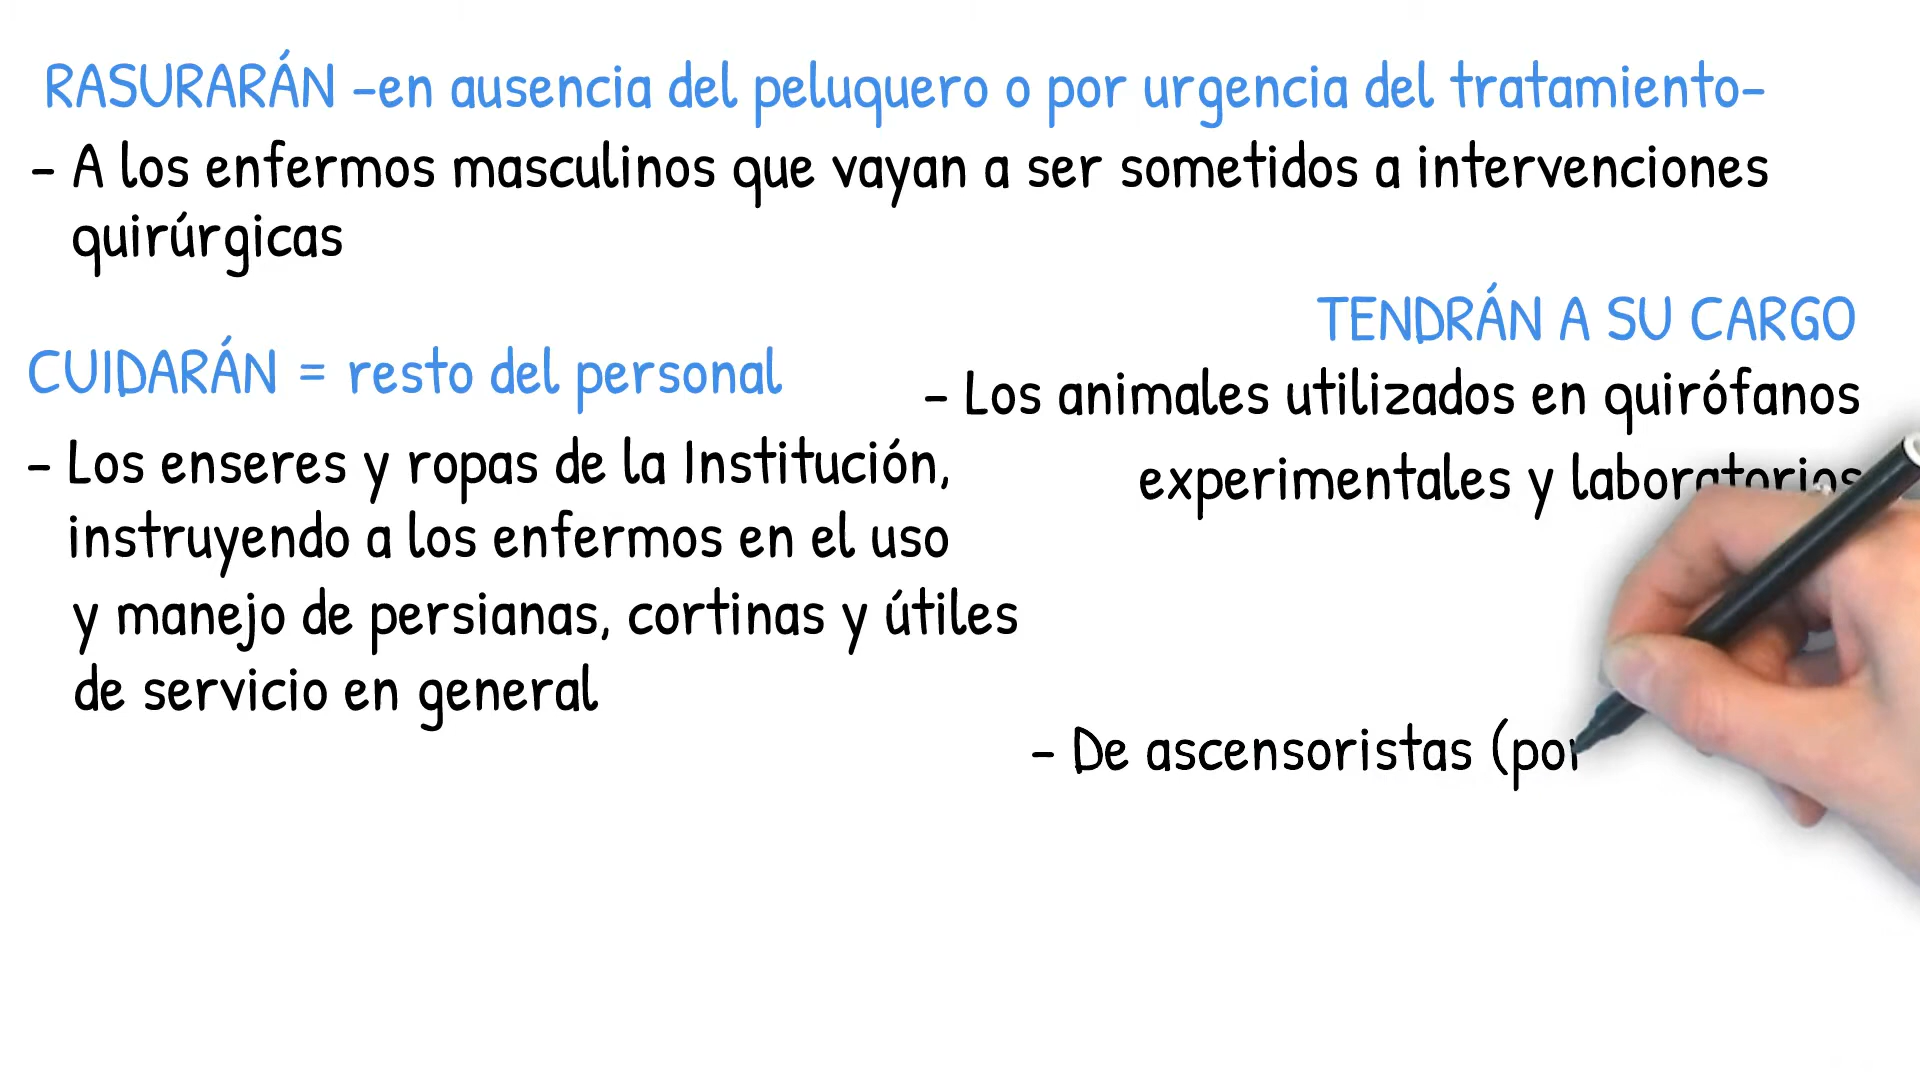 RASURARÁN -en ausencia del peluquero o por urgencia del tratamiento-
- A los enfermos masculinos que vayan a ser sometidos a intervenciones
quirúrgicas
CUIDARÁN = resto del personal
- Los enseres y ropas de la Institución,
instruyendo a los enfermos en el uso
y manejo de persianas, cortinas y útiles
de servicio en general
TENDRÁN A SU CARGO
- Los animales utilizados en quirófanos
experimentales y laboratorios
- De ascensoristas (por